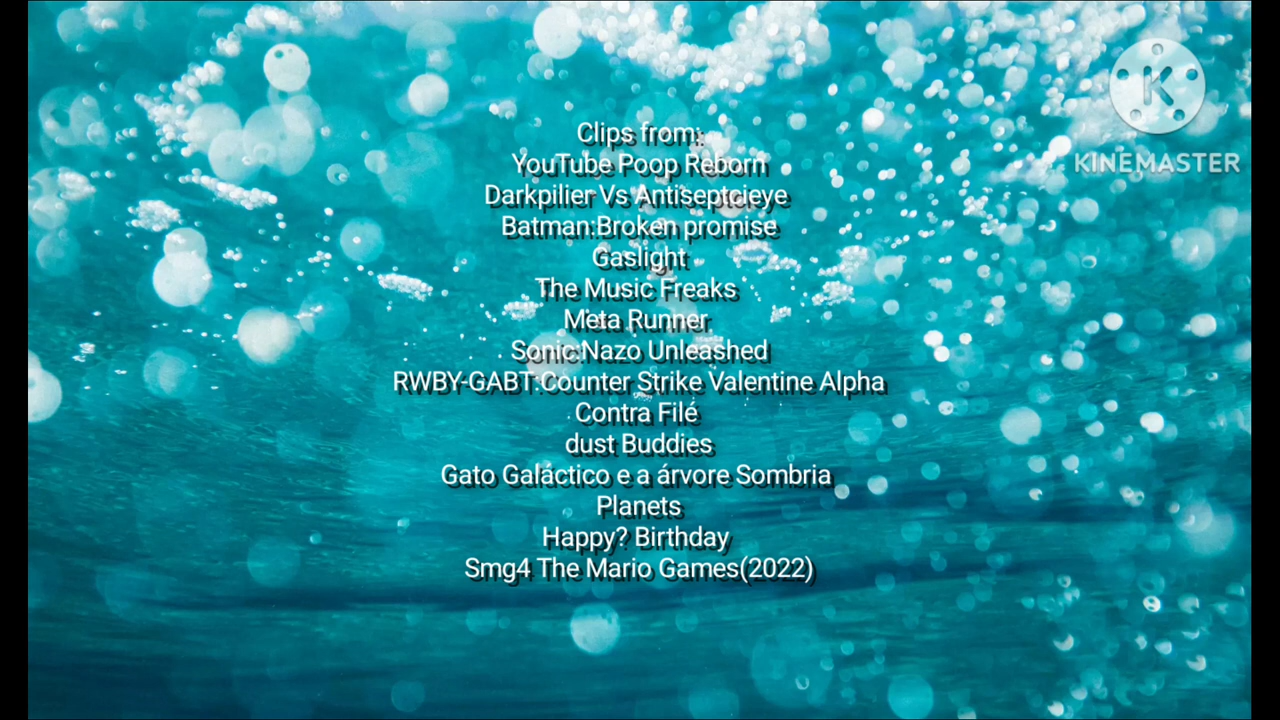 Clips from:
YouTube Poop Reborn
Darkpilier Vs Antiseptcieye
Batman:Broken promise
Gaslight
The Music Freaks
Meta Runner
Sonic:Nazo Unleashed
RWBY-GABT:Counter Strike Valentine Alpha
Contra Filé
dust Buddies
Gato Galáctico e a árvore Sombria
Planets
Happy? Birthday
Smg4 The Mario Games(2022)
K
KINEMASTER